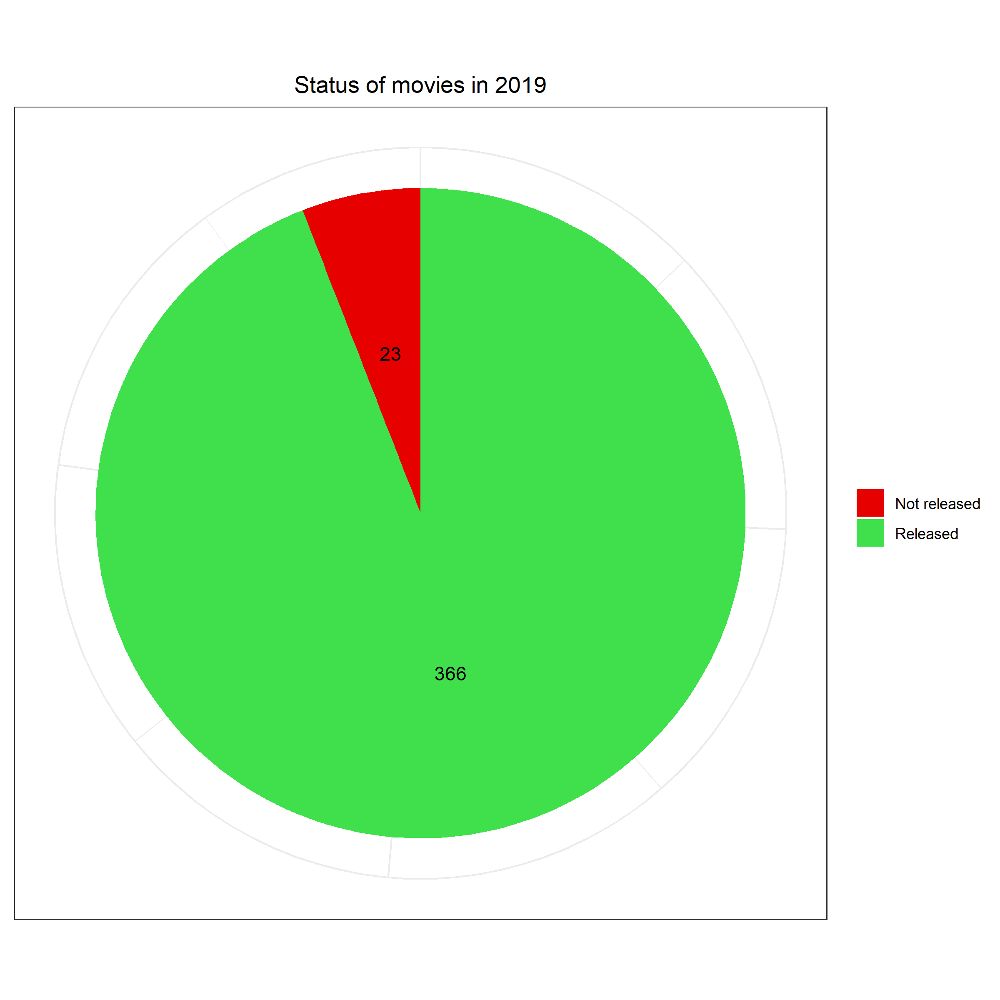 Status of movies in 2019
23
366
Not released
Released